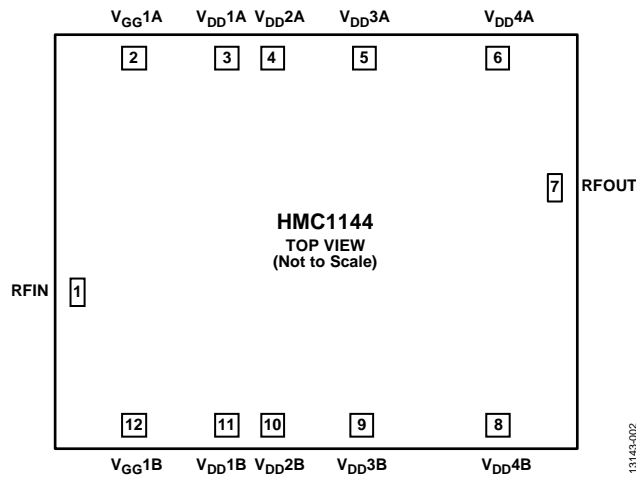 VGG1A VDD1A VDD2A VDD3A VDD4A
2 3 4 5 6
7 RFOUT
HMC1144
TOP VIEW
(Not to Scale)
RFIN 1
12 11 10 9 8
VGG1B VDD1B VDD2B VDD3B VDD4B
13143-002